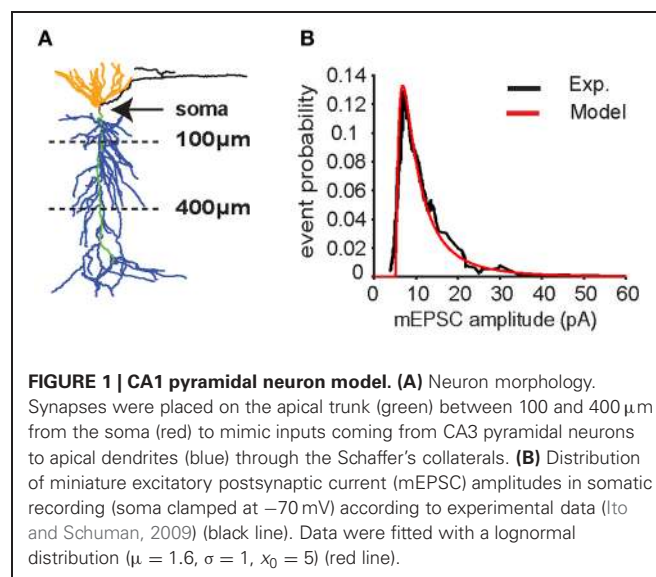 A
soma
100µm
400µm
B
event probability
0.14
0.12
0.1
0.08
0.06
0.04
0.02
0
Exp.
Model
0 10 20 30 40 50 60
mEPSC amplitude (pA)
FIGURE 1 | CA1 pyramidal neuron model. (A) Neuron morphology.
Synapses were placed on the apical trunk (green) between 100 and 400 µm
from the soma (red) to mimic inputs coming from CA3 pyramidal neurons
to apical dendrites (blue) through the Schaffer's collaterals. (B) Distribution
of miniature excitatory postsynaptic current (mEPSC) amplitudes in somatic
recording (soma clamped at −70 mV) according to experimental data (Ito
and Schuman, 2009) (black line). Data were fitted with a lognormal
distribution (µ = 1.6, σ = 1, x₀ = 5) (red line).